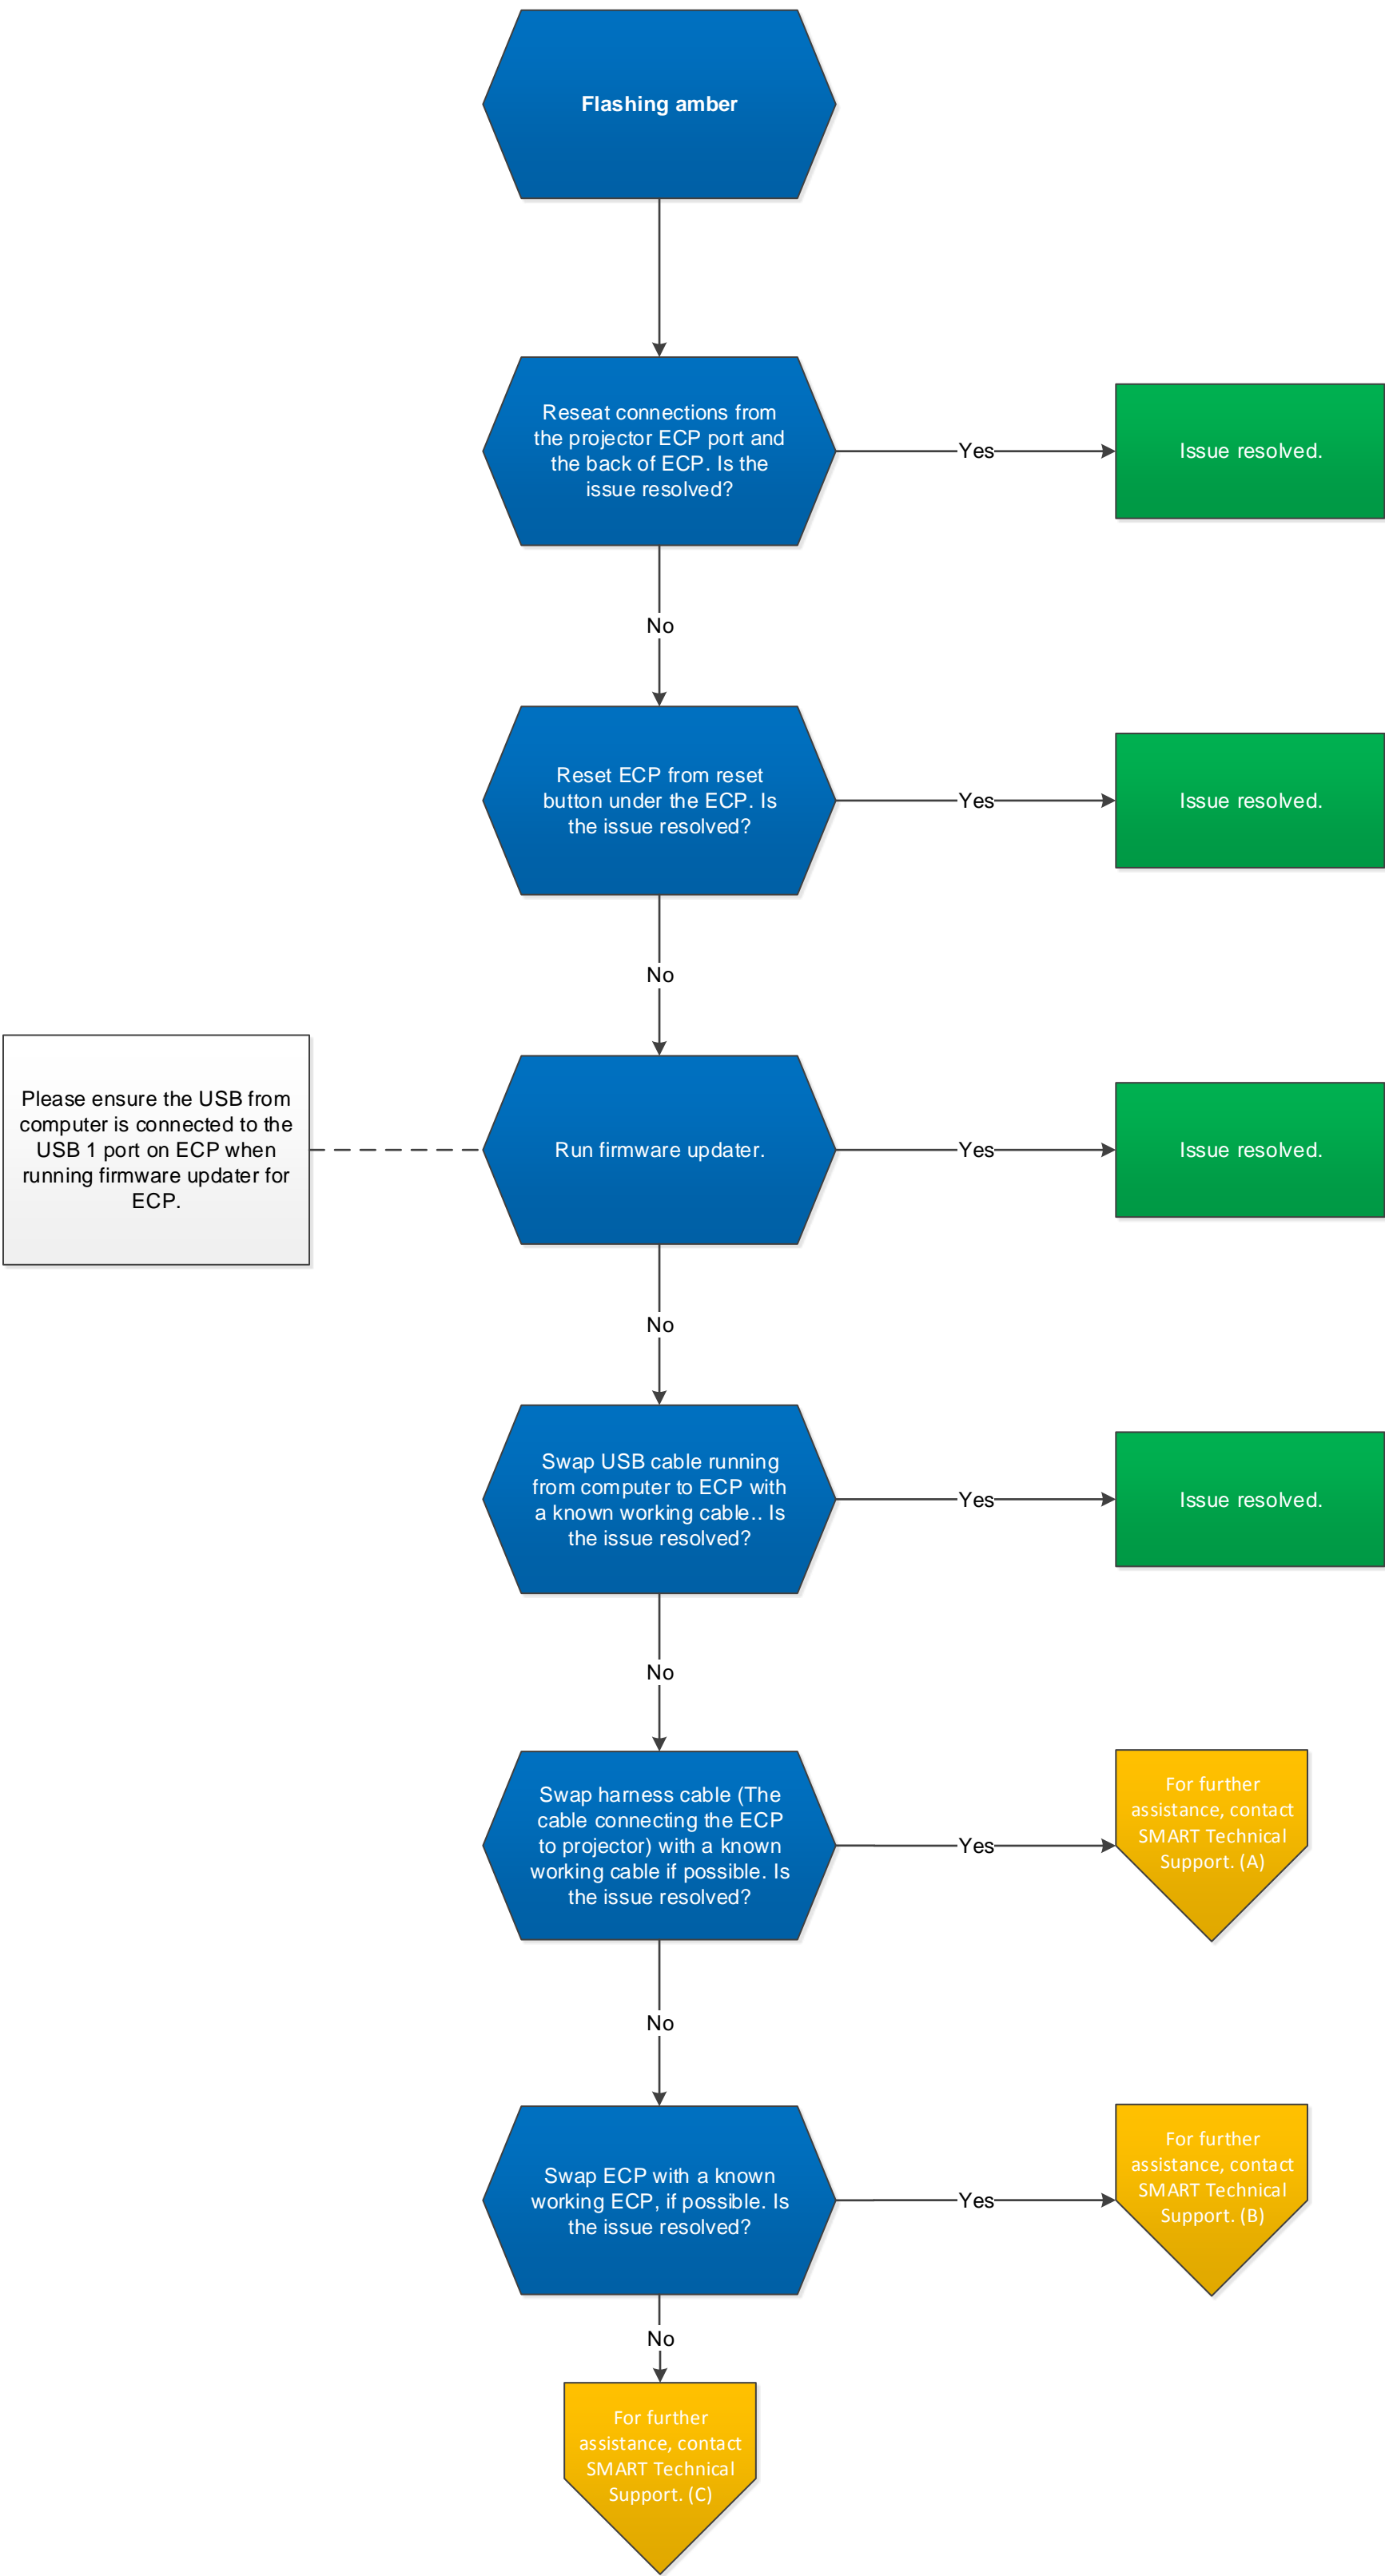 Flashing amber
Reseat connections from
the projector ECP port and
the back of ECP. Is the
issue resolved?
Yes
Issue resolved.
No
Reset ECP from reset
button under the ECP. Is
the issue resolved?
Yes
Issue resolved.
No
Please ensure the USB from
computer is connected to the
USB 1 port on ECP when
running firmware updater for
ECP.
Run firmware updater.
Yes
Issue resolved.
No
Swap USB cable running
from computer to ECP with
a known working cable.. Is
the issue resolved?
Yes
Issue resolved.
No
Swap harness cable (The
cable connecting the ECP
to projector) with a known
working cable if possible. Is
the issue resolved?
Yes
For further
assistance, contact
SMART Technical
Support. (A)
No
Swap ECP with a known
working ECP, if possible. Is
the issue resolved?
Yes
For further
assistance, contact
SMART Technical
Support. (B)
No
For further
assistance, contact
SMART Technical
Support. (C)